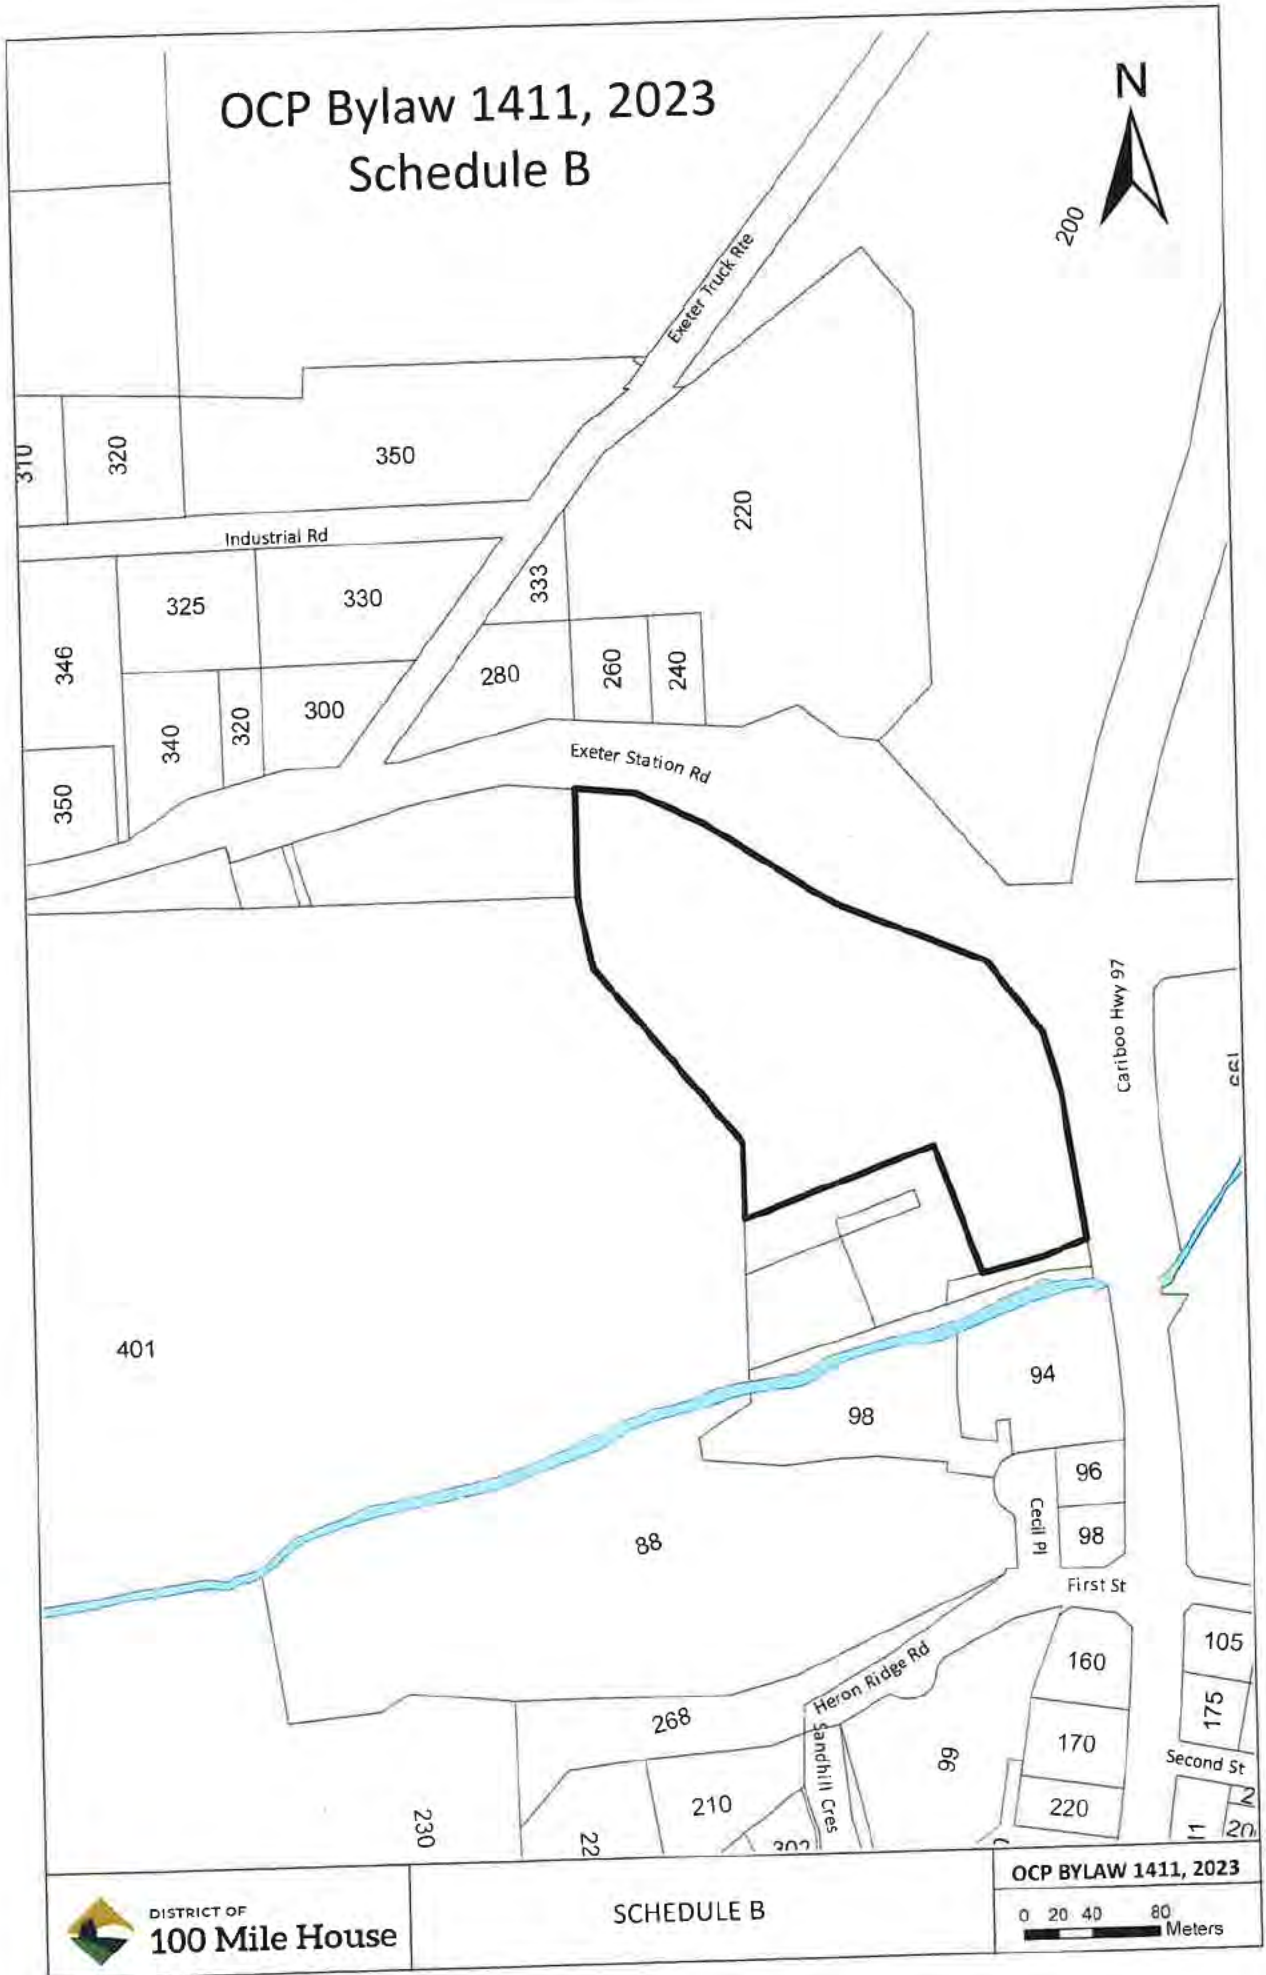 OCP Bylaw 1411, 2023
Schedule B
N
200
Exeter Truck Rte
310
320
350
220
Industrial Rd
325
330
333
346
280
260
240
340
320
300
350
Exeter Station Rd
Cariboo Hwy 97
401
94
98
96
Cecil Pl
98
88
First St
Heron Ridge Rd
160
105
268
Sandhill Cres
99
170
175
Second St
210
220
230
22
DISTRICT OF
100 Mile House
SCHEDULE B
OCP BYLAW 1411, 2023
0 20 40 80
Meters